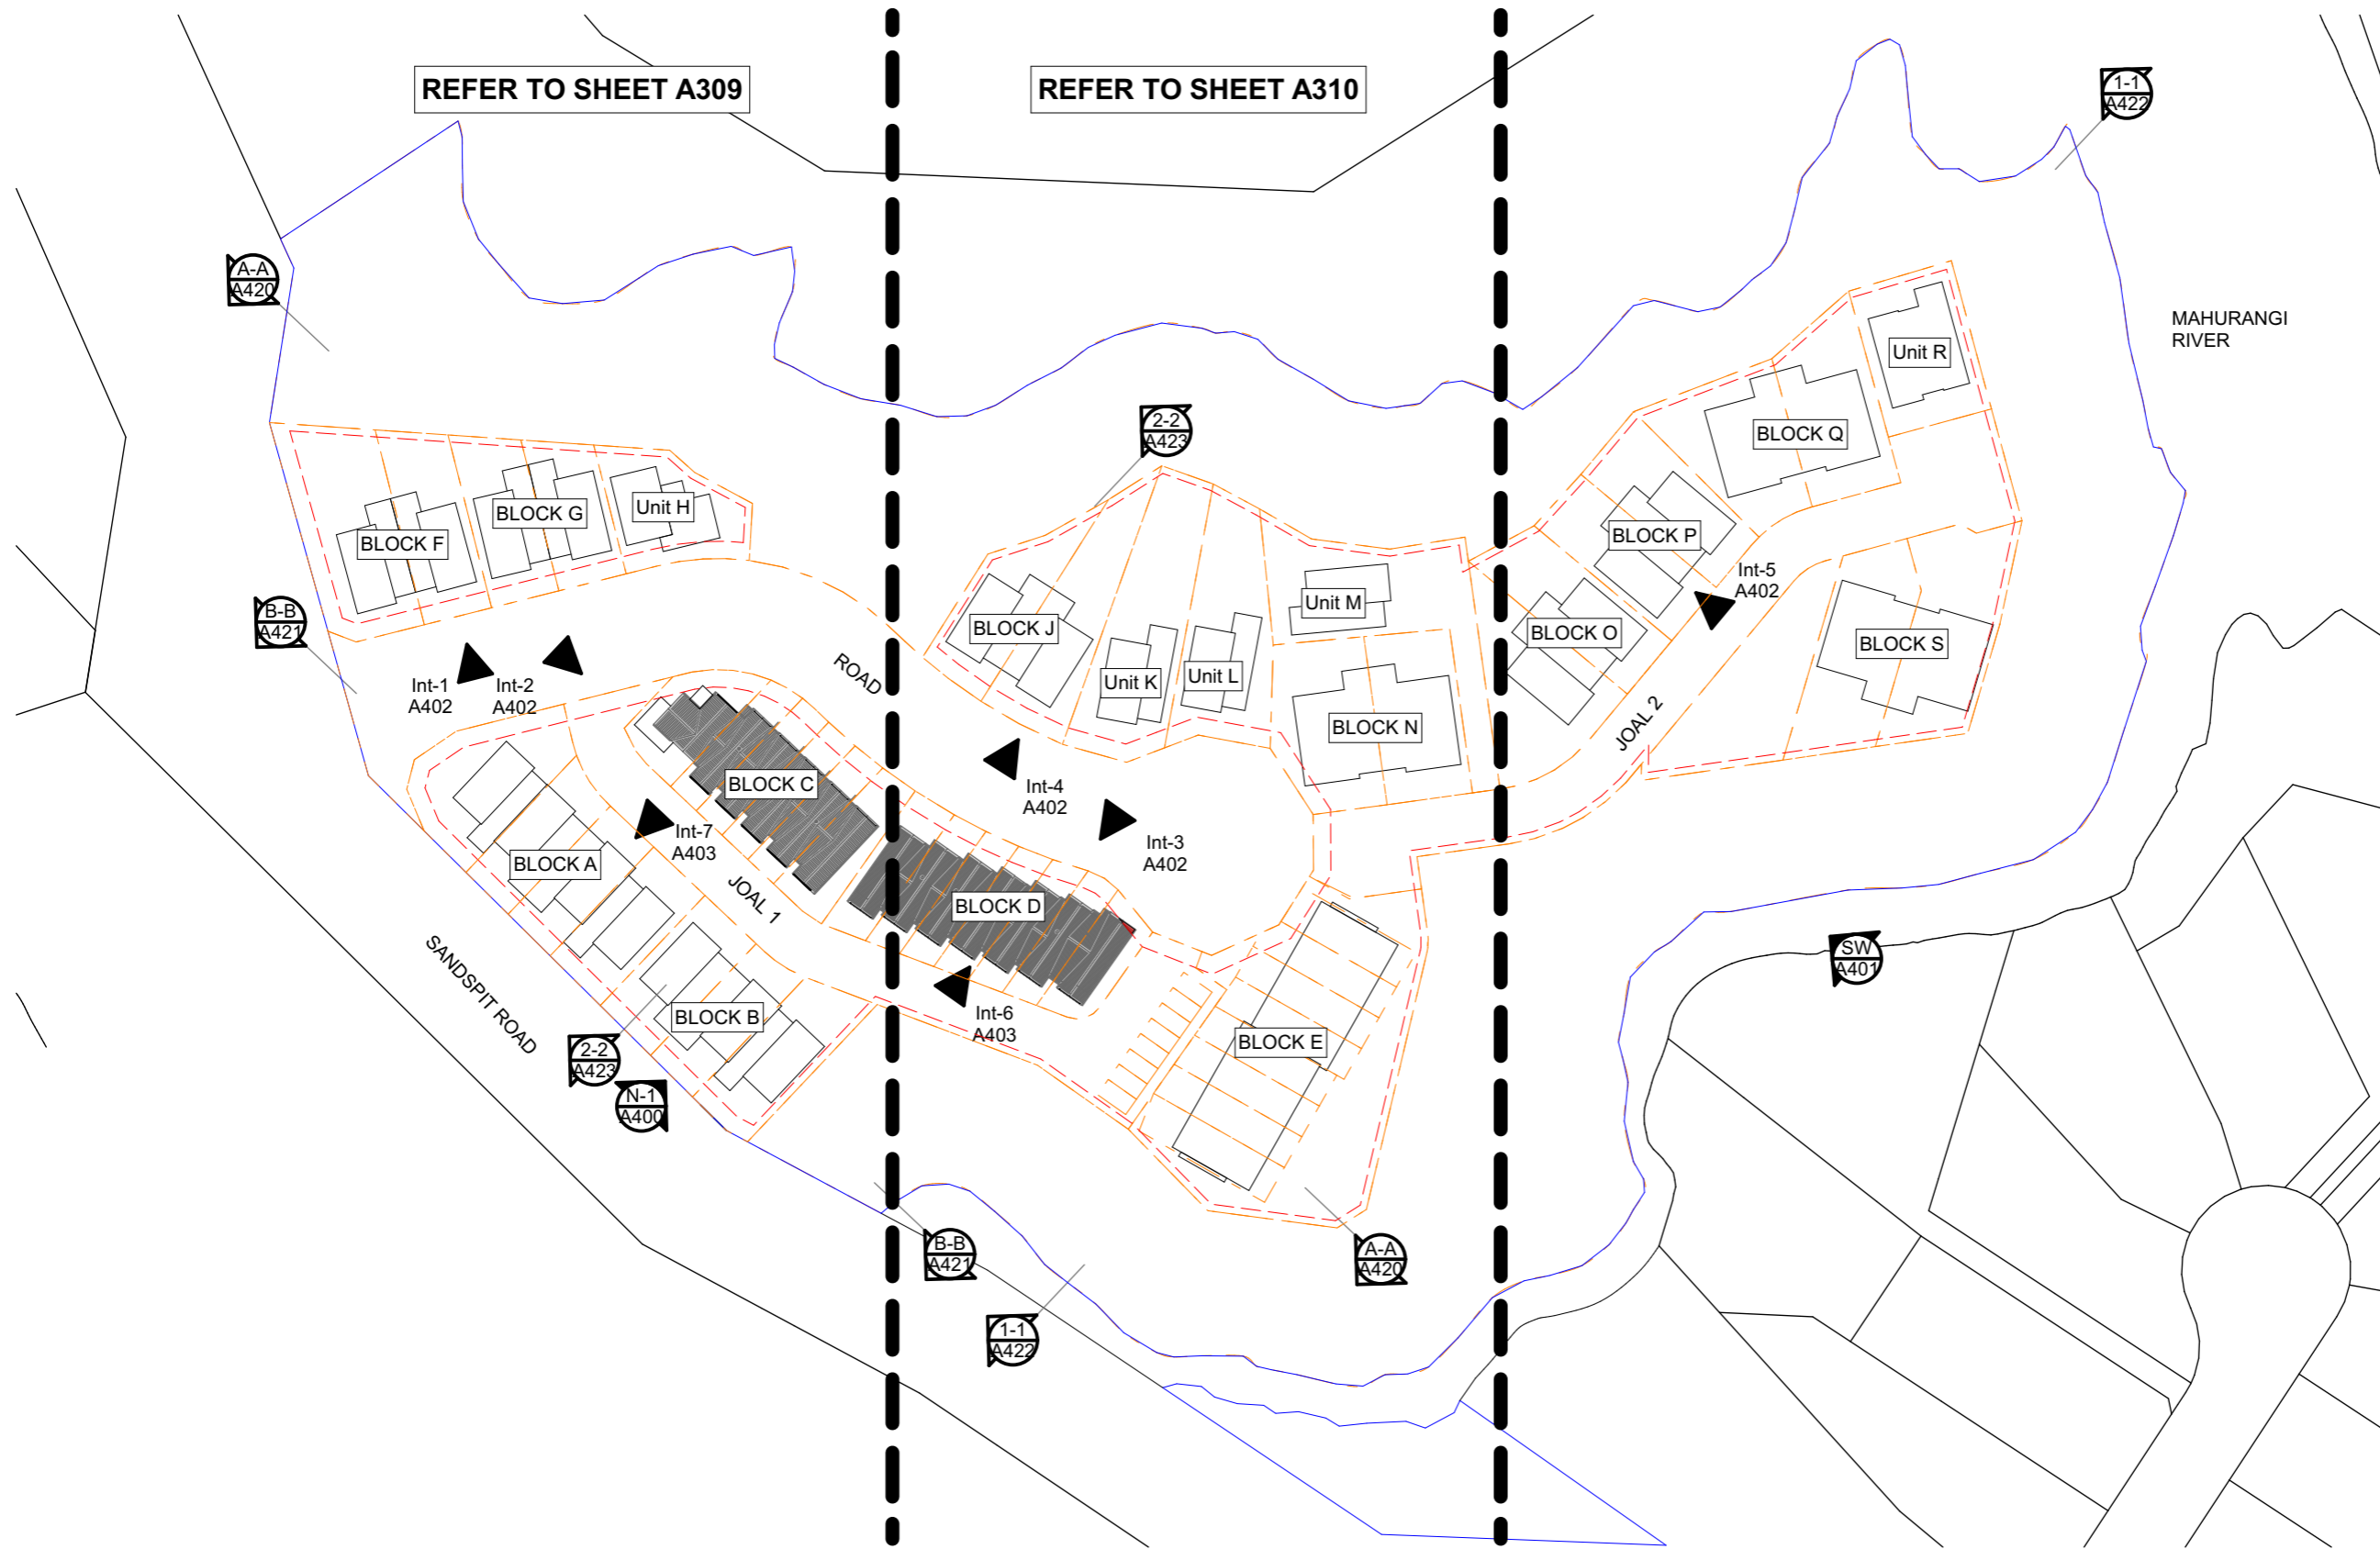 REFER TO SHEET A309
REFER TO SHEET A310
1-1
A422
A-A
A420
MAHURANGI
RIVER
Unit R
2-2
A423
BLOCK Q
BLOCK G
Unit H
BLOCK F
BLOCK P
Int-5
A402
B-B
A421
BLOCK J
Unit M
BLOCK O
BLOCK S
ROAD
Unit K
Unit L
Int-1
A402
Int-2
A402
BLOCK N
JOAL 2
BLOCK C
Int-4
A402
Int-7
A403
Int-3
A402
BLOCK A
JOAL 1
BLOCK D
SANDSPIT ROAD
SW
A401
BLOCK B
Int-6
A403
BLOCK E
2-2
A423
N-1
A400
B-B
A421
A-A
A420
1-1
A422